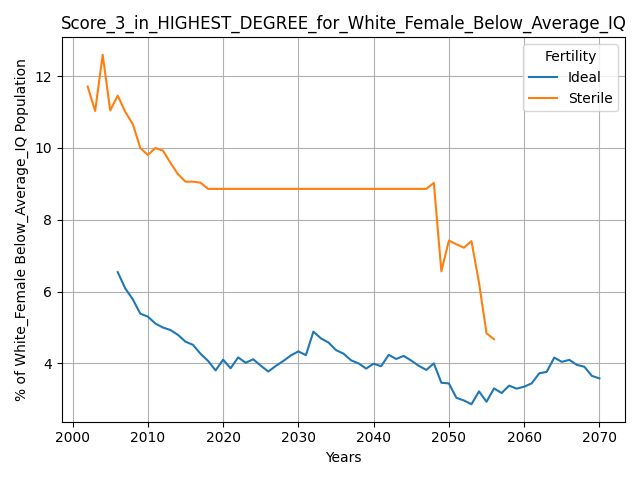 Score_3_in_HIGHEST_DEGREE_for_White_Female_Below_Average_IQ
% of White_Female Below_Average_IQ Population
12
10
8
6
4
Fertility
Ideal
Sterile
2000 2010 2020 2030 2040 2050 2060 2070
Years